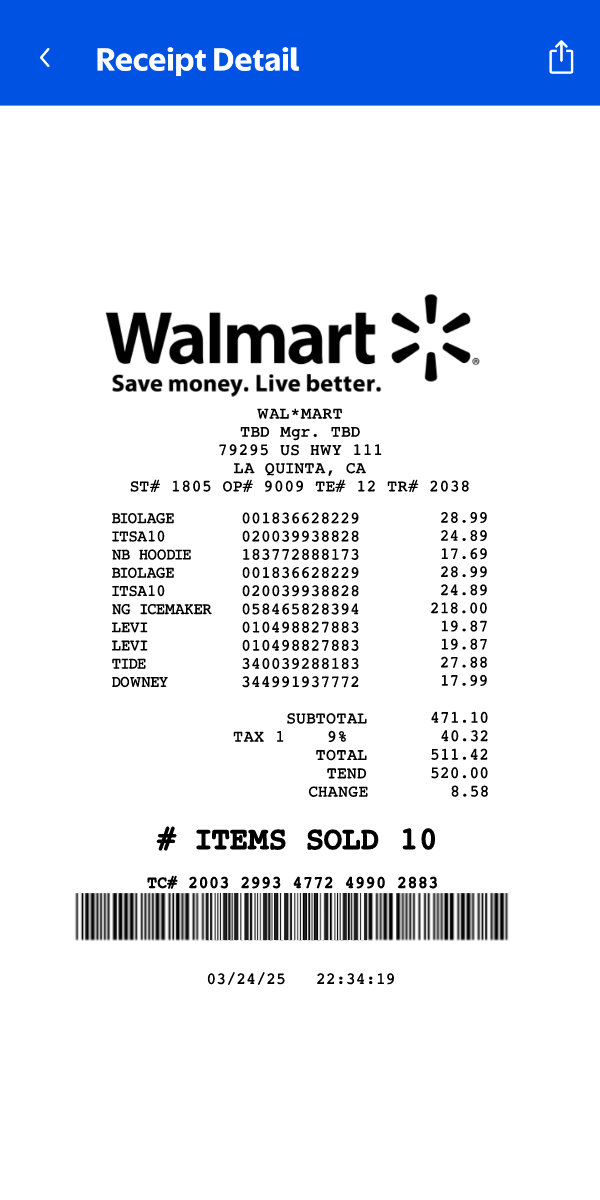 Receipt Detail
Walmart
Save money. Live better.
WAL*MART
TBD Mgr. TBD
79295 US HWY 111
LA QUINTA, CA
ST# 1805 OP# 9009 TE# 12 TR# 2038
BIOLAGE 001836628229 28.99
ITSA10 020039938828 24.89
NB HOODIE 183772888173 17.69
BIOLAGE 001836628229 28.99
ITSA10 020039938828 24.89
NG ICEMAKER 058465828394 218.00
LEVI 010498827883 19.87
LEVI 010498827883 19.87
TIDE 340039288183 27.88
DOWNEY 344991937772 17.99
SUBTOTAL 471.10
TAX 1 9% 40.32
TOTAL 511.42
TEND 520.00
CHANGE 8.58
# ITEMS SOLD 10
TC# 2003 2993 4772 4990 2883
03/24/25 22:34:19